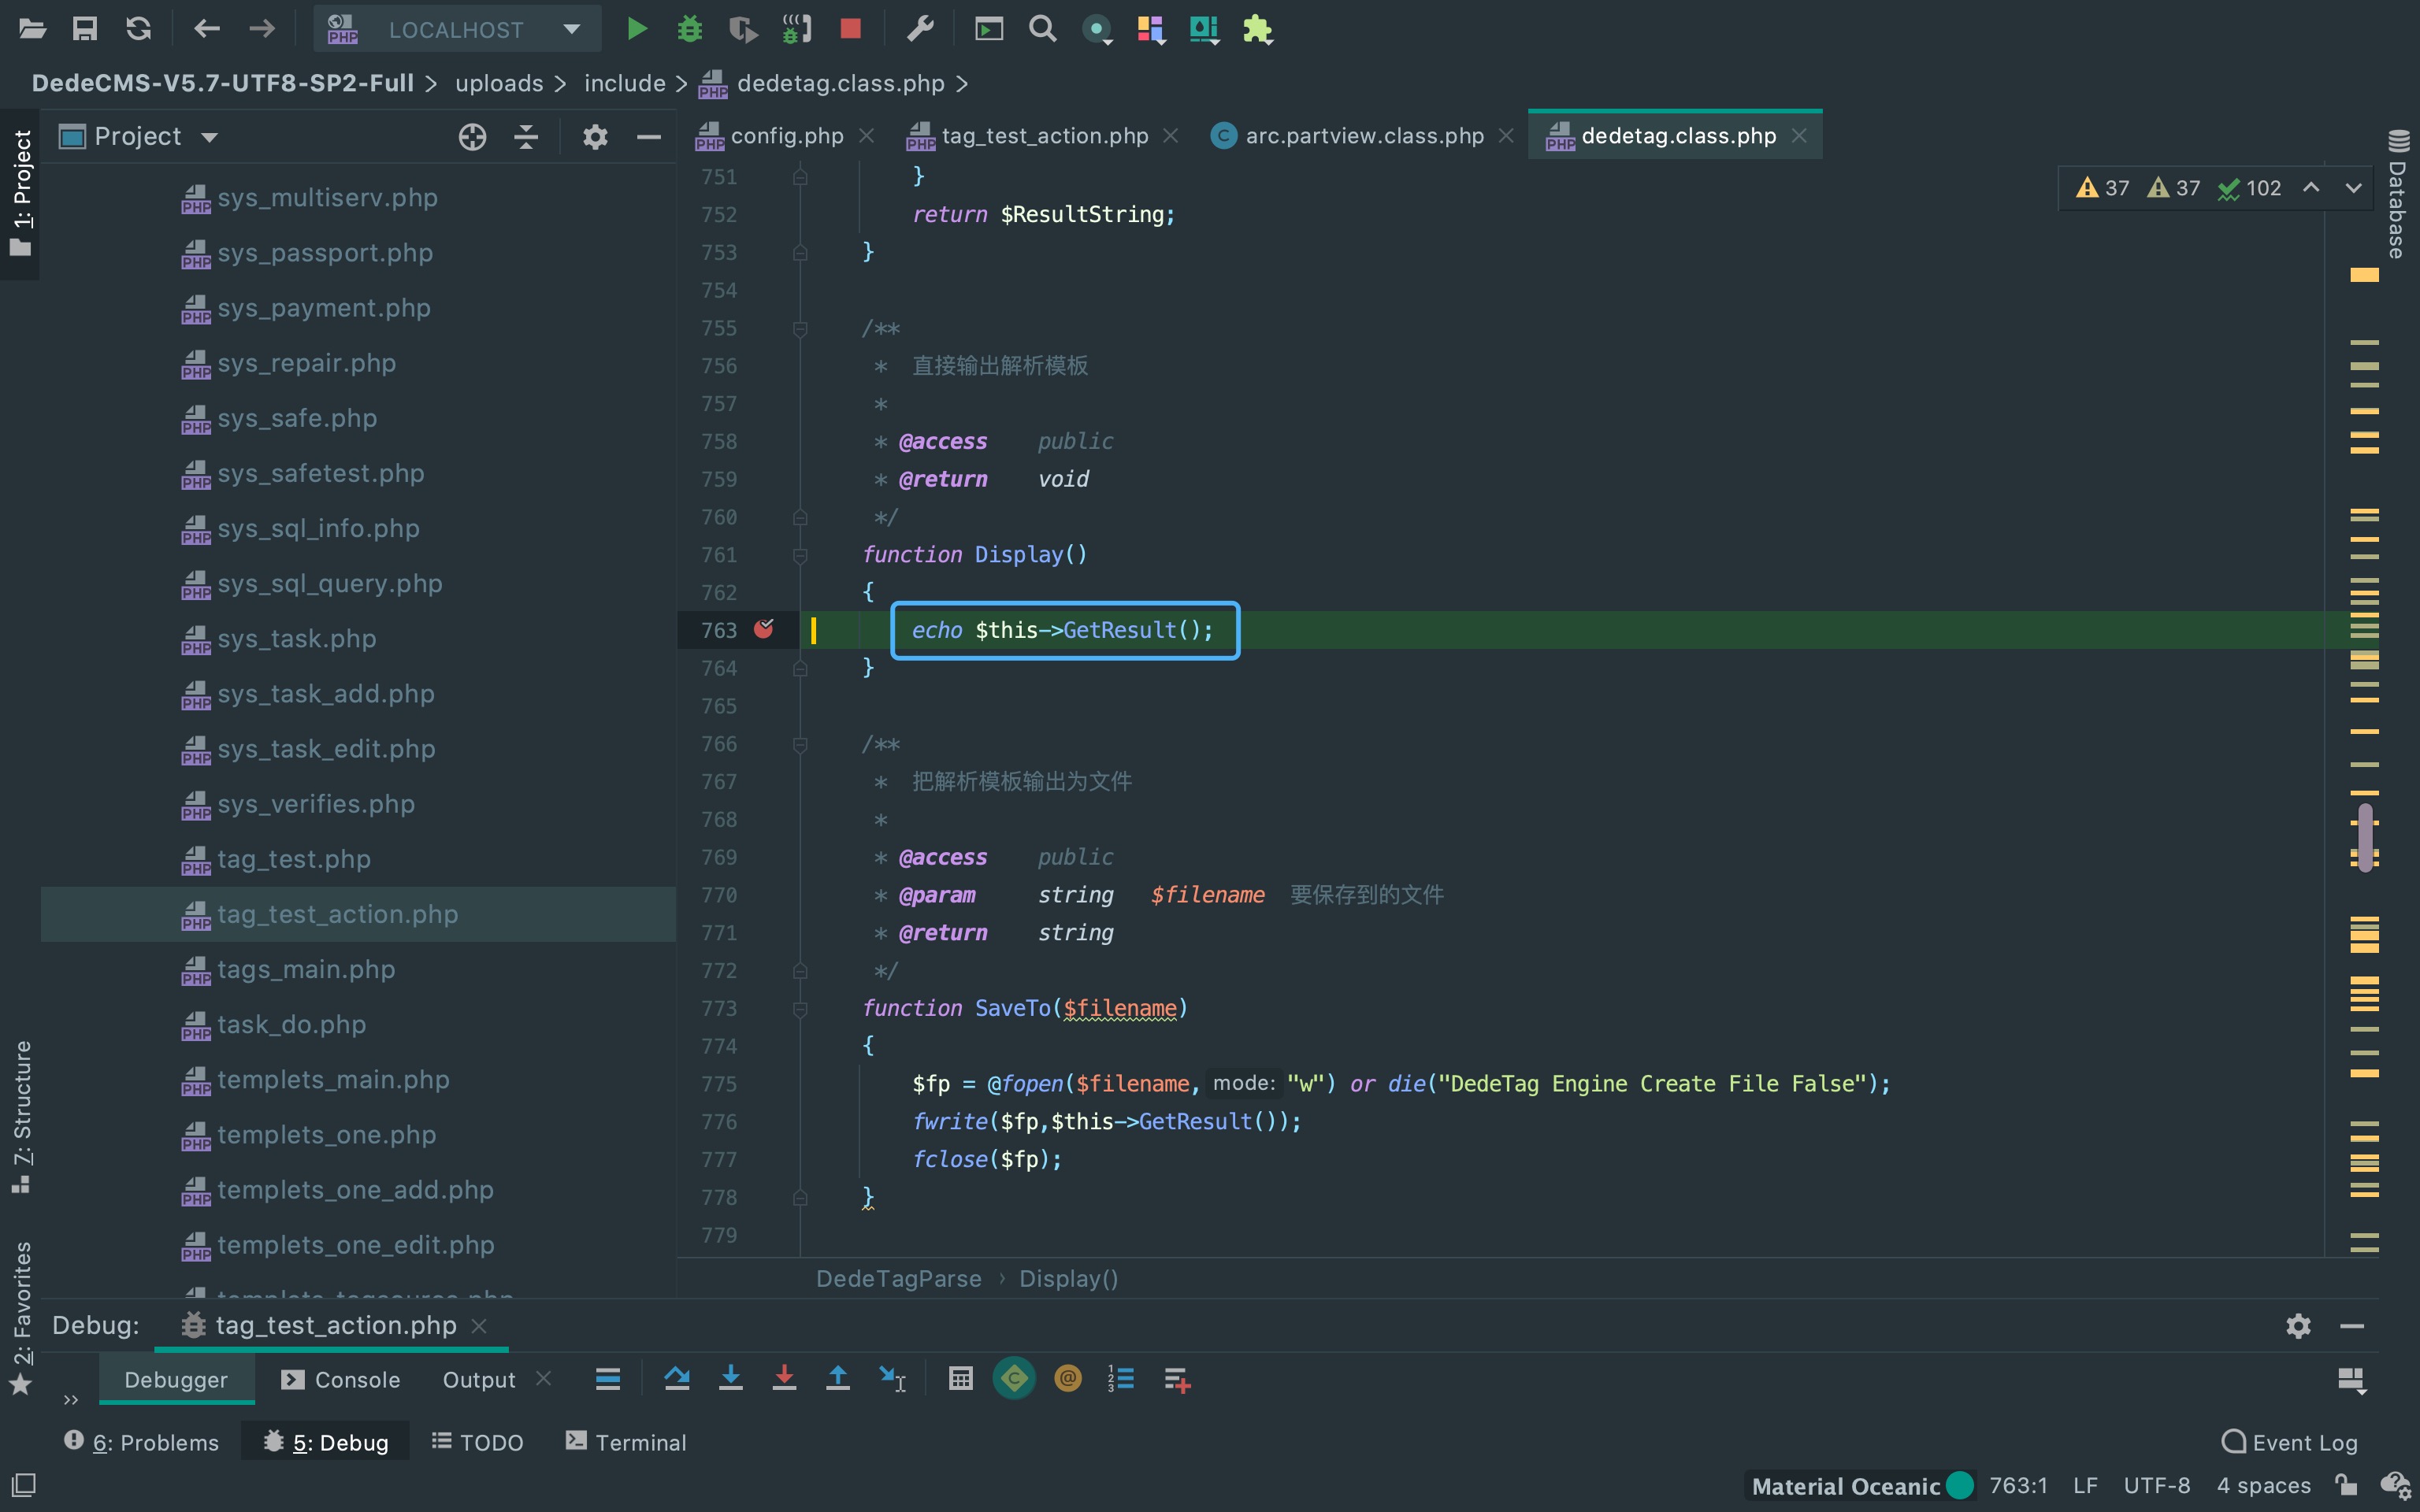 LOCALHOST
DedeCMS-V5.7-UTF8-SP2-Full > uploads > include > dedetag.class.php >
1: Project
7: Structure
2: Favorites
Project
sys_multiserv.php
sys_passport.php
sys_payment.php
sys_repair.php
sys_safe.php
sys_safetest.php
sys_sql_info.php
sys_sql_query.php
sys_task.php
sys_task_add.php
sys_task_edit.php
sys_verifies.php
tag_test.php
tag_test_action.php
tags_main.php
task_do.php
templets_main.php
templets_one.php
templets_one_add.php
templets_one_edit.php
config.php
tag_test_action.php
arc.partview.class.php
dedetag.class.php
37 37 102
Database
751 }
752 return $ResultString;
753 }
754
755 /**
756 * 直接输出解析模板
757 *
758 * @access public
759 * @return void
760 */
761 function Display()
762 {
763 echo $this->GetResult();
764 }
765
766 /**
767 * 把解析模板输出为文件
768 *
769 * @access public
770 * @param string $filename 要保存到的文件
771 * @return string
772 */
773 function SaveTo($filename)
774 {
775 $fp = @fopen($filename, mode: "w") or die("DedeTag Engine Create File False");
776 fwrite($fp,$this->GetResult());
777 fclose($fp);
778 }
779
DedeTagParse › Display()
Debug: tag_test_action.php
Debugger Console Output
6: Problems 5: Debug TODO Terminal Event Log
Material Oceanic 763:1 LF UTF-8 4 spaces